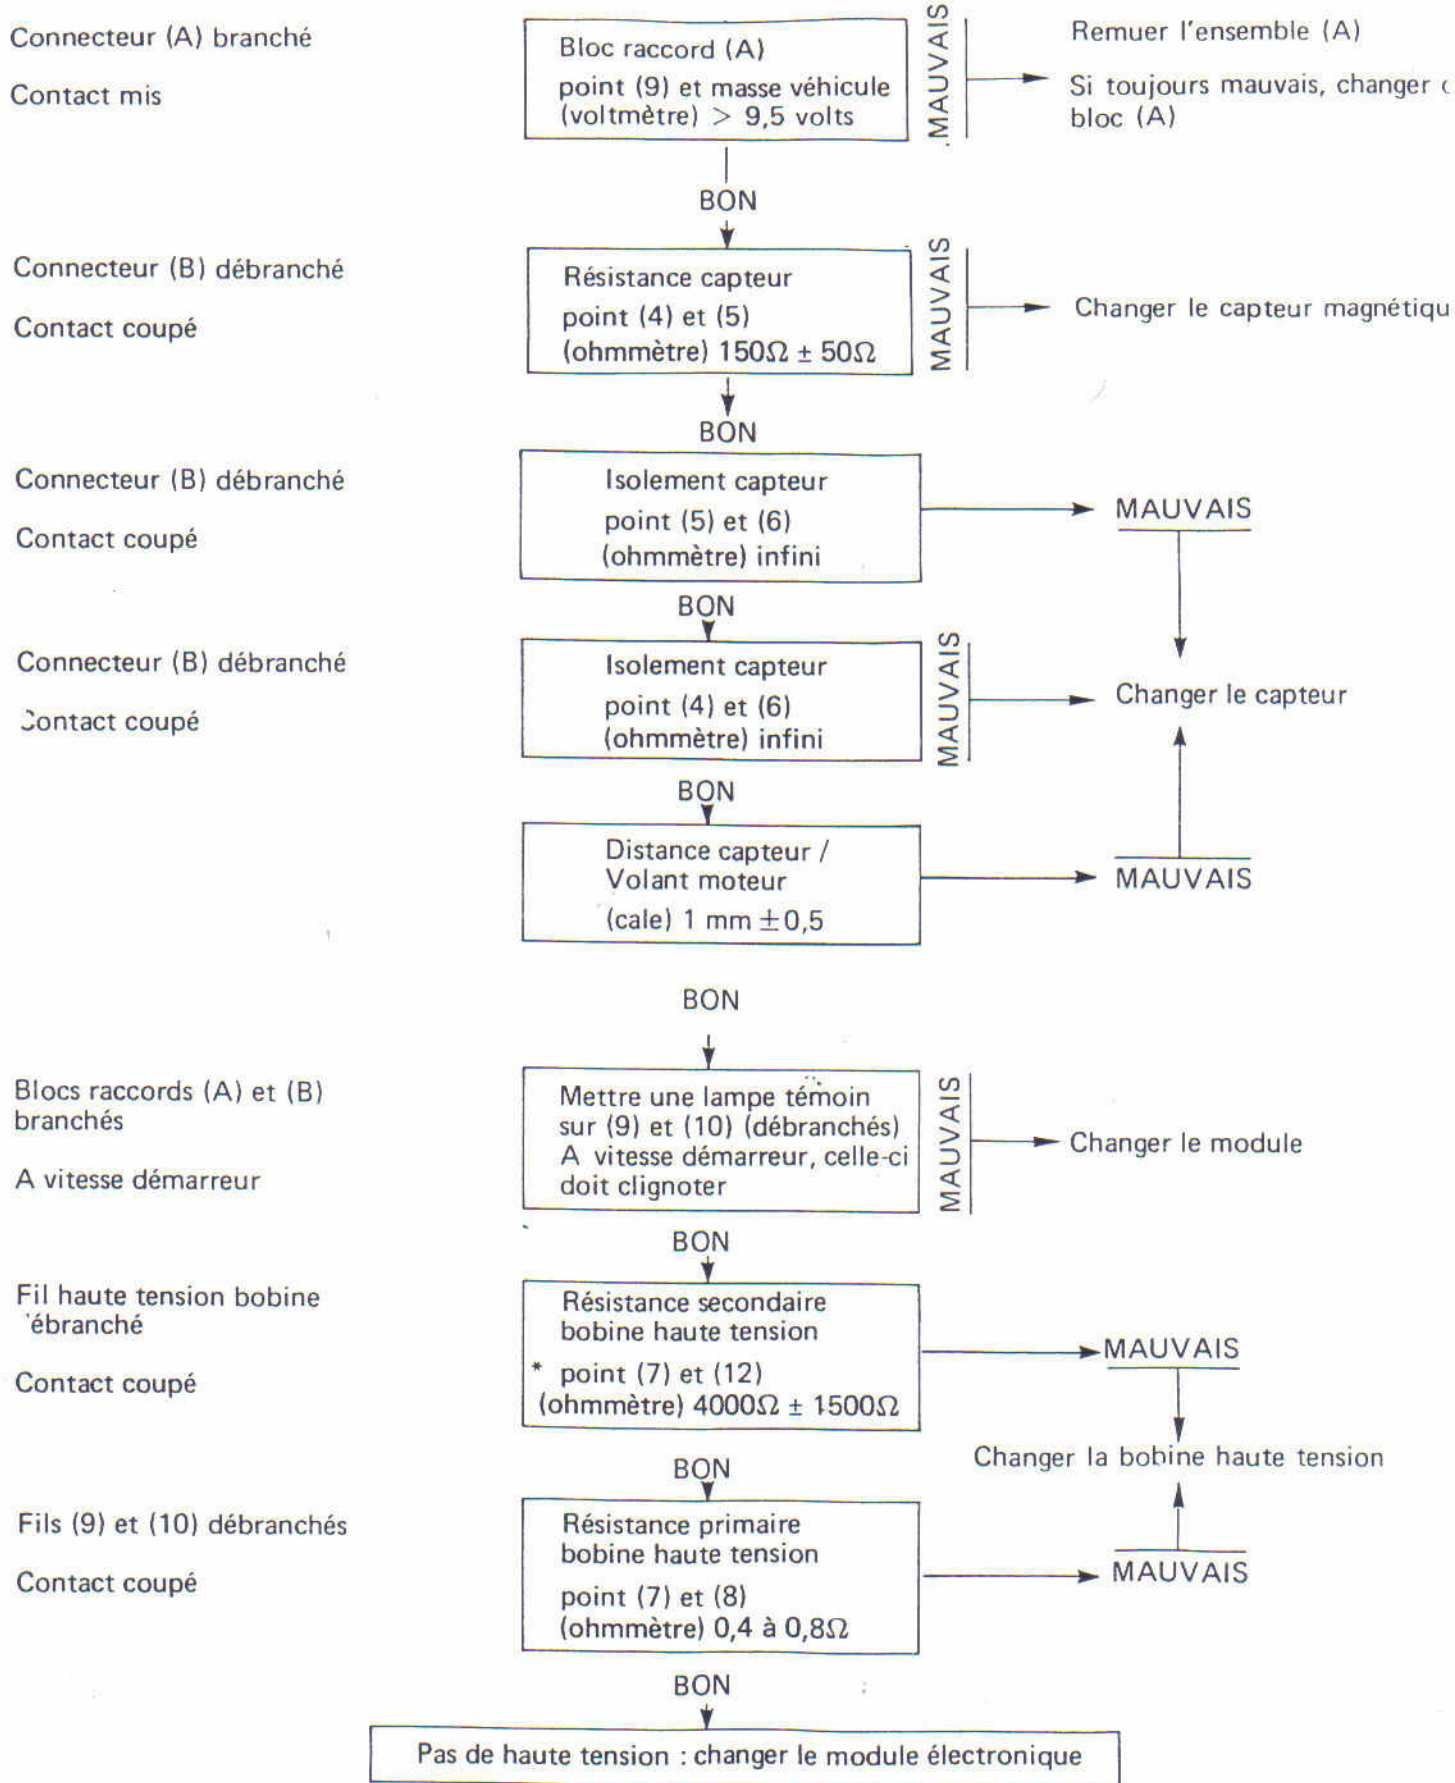 Connecteur (A) branché
Contact mis
Bloc raccord (A)
point (9) et masse véhicule
(voltmètre) > 9,5 volts
MAUVAIS
Remuer l'ensemble (A)
Si toujours mauvais, changer
bloc (A)
BON
Connecteur (B) débranché
Contact coupé
Résistance capteur
point (4) et (5)
(ohmmètre) 150Ω ± 50Ω
MAUVAIS
Changer le capteur magnétiqu
BON
Connecteur (B) débranché
Contact coupé
Isolement capteur
point (5) et (6)
(ohmmètre) infini
MAUVAIS
BON
Connecteur (B) débranché
Contact coupé
Isolement capteur
point (4) et (6)
(ohmmètre) infini
MAUVAIS
Changer le capteur
BON
Distance capteur /
Volant moteur
(cale) 1 mm ±0,5
MAUVAIS
BON
Blocs raccords (A) et (B)
branchés
A vitesse démarreur
Mettre une lampe témoin
sur (9) et (10) (débranchés)
A vitesse démarreur, celle-ci
doit clignoter
MAUVAIS
Changer le module
BON
Fil haute tension bobine
ébranché
Contact coupé
Résistance secondaire
bobine haute tension
* point (7) et (12)
(ohmmètre) 4000Ω ± 1500Ω
MAUVAIS
Changer la bobine haute tension
BON
Fils (9) et (10) débranchés
Contact coupé
Résistance primaire
bobine haute tension
point (7) et (8)
(ohmmètre) 0,4 à 0,8Ω
MAUVAIS
BON
Pas de haute tension : changer le module électronique